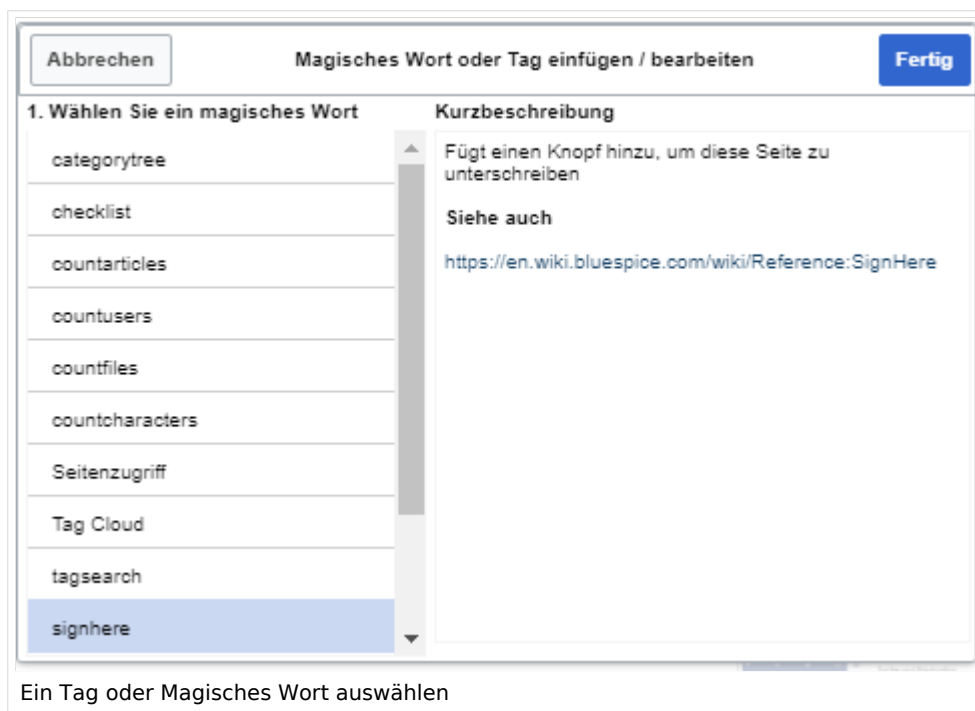 Abbrechen
Magisches Wort oder Tag einfügen / bearbeiten
Fertig
1. Wählen Sie ein magisches Wort
categorytree
checklist
countarticles
countusers
countfiles
countcharacters
Seitenzugriff
Tag Cloud
tagsearch
signhere
Kurzbeschreibung
Fügt einen Knopf hinzu, um diese Seite zu
unterschreiben
Siehe auch
https://en.wiki.bluespice.com/wiki/Reference:SignHere
Ein Tag oder Magisches Wort auswählen